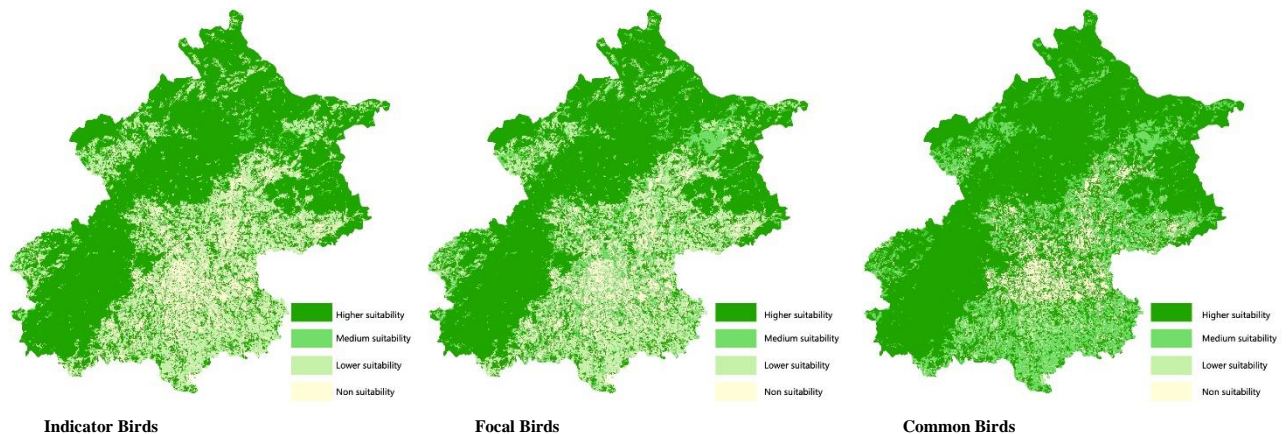 Higher suitability
Medium suitability
Lower suitability
Non suitability
Indicator Birds
Higher suitability
Medium suitability
Lower suitability
Non suitability
Focal Birds
Higher suitability
Medium suitability
Lower suitability
Non suitability
Common Birds